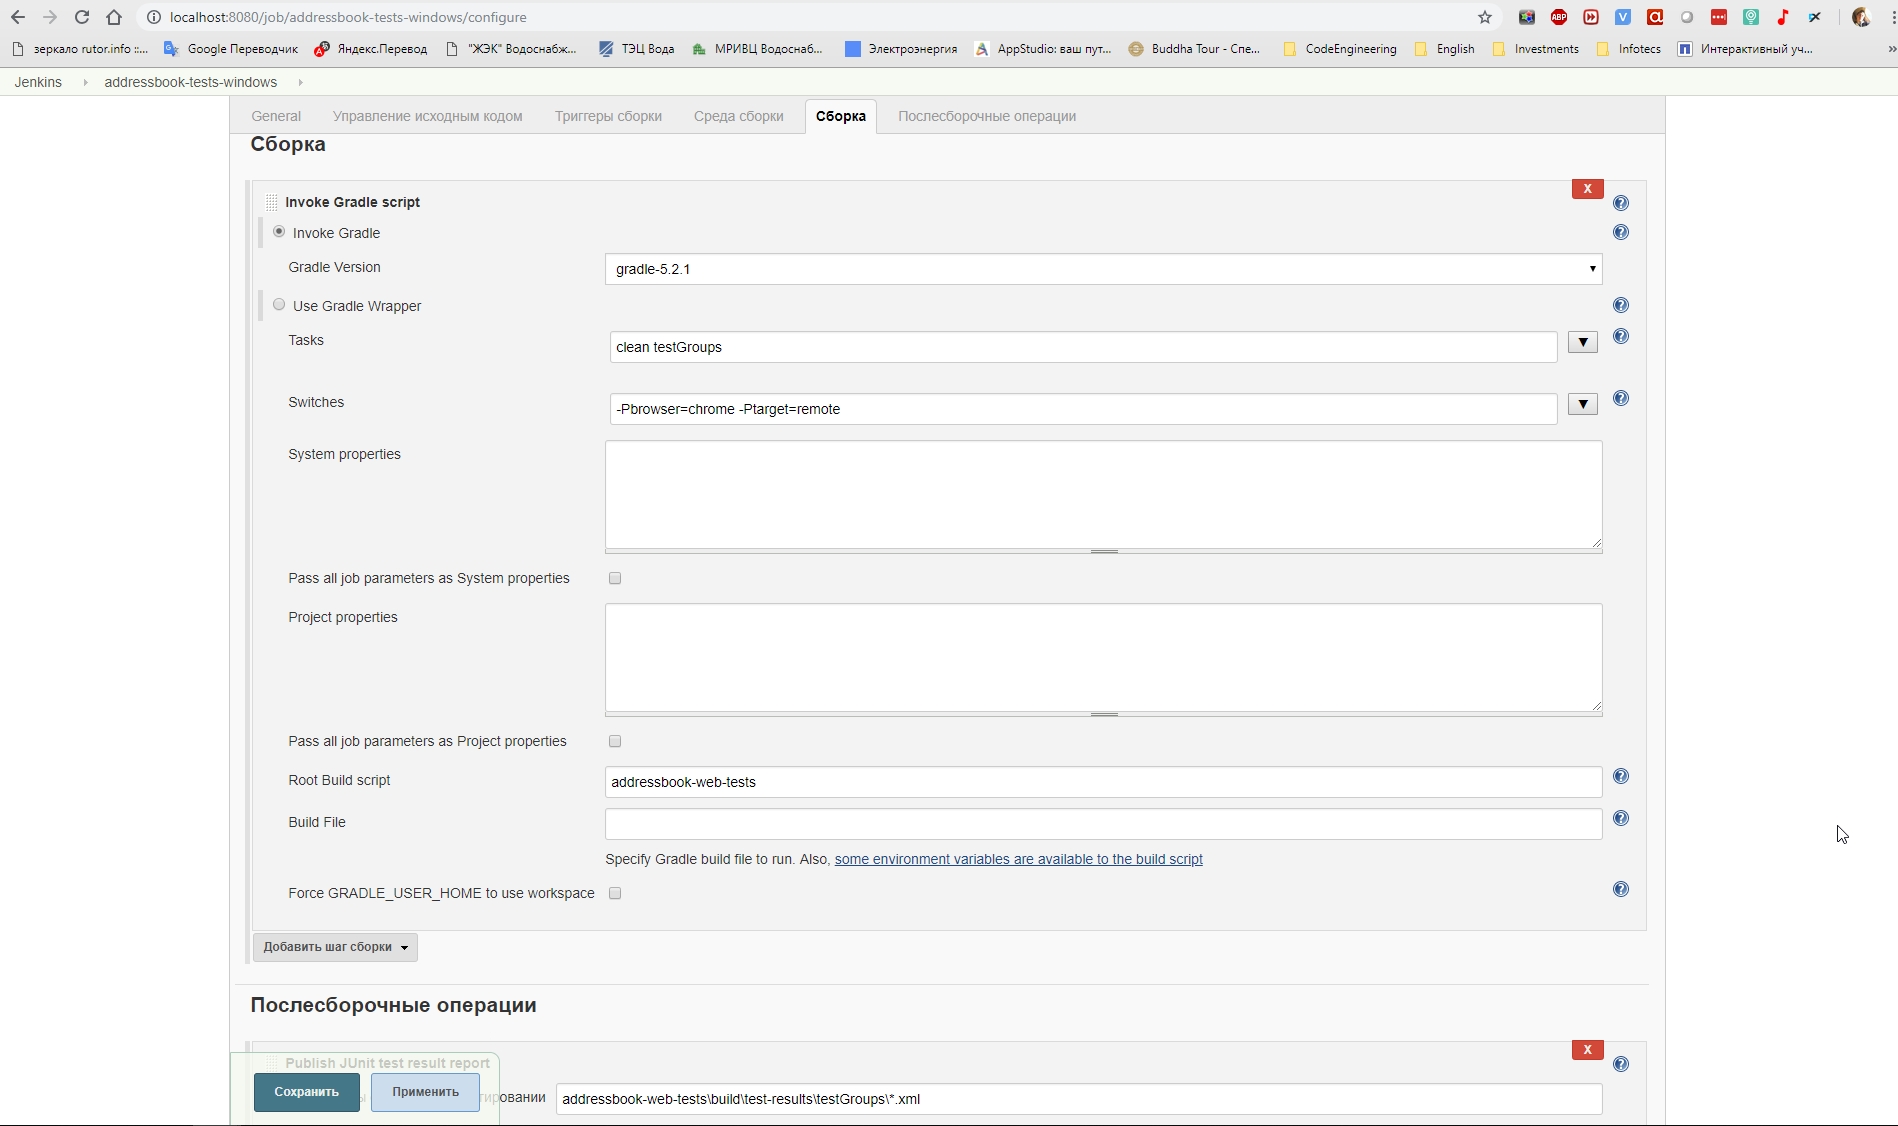 localhost:8080/job/addressbook-tests-windows/configure
зеркало rutor.info ::... Google Переводчик Яндекс.Перевод "ЖЭК" Водоснабж... ТЭЦ Вода МРИВЦ Водоснаб... Электроэнергия AppStudio: ваш пут... Buddha Tour - Спе... CodeEngineering English Investments Infotecs Интерактивный уч... »
Jenkins addressbook-tests-windows
General Управление исходным кодом Триггеры сборки Среда сборки Сборка Послесборочные операции
Сборка
X
Invoke Gradle script
Invoke Gradle
Gradle Version gradle-5.2.1
Use Gradle Wrapper
Tasks clean testGroups
Switches -Pbrowser=chrome -Ptarget=remote
System properties
Pass all job parameters as System properties
Project properties
Pass all job parameters as Project properties
Root Build script addressbook-web-tests
Build File
Specify Gradle build file to run. Also, some environment variables are available to the build script
Force GRADLE_USER_HOME to use workspace
Добавить шаг сборки
Послесборочные операции
X
Publish JUnit test result report
Сохранить Применить тировании addressbook-web-tests\build\test-results\testGroups\*.xml